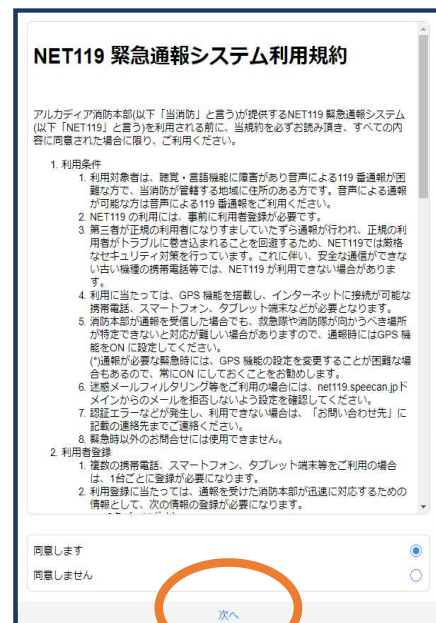 NET119 緊急通報システム利用規約
アルカディア消防本部(以下「当消防」と言う)が提供するNET119 緊急通報システム
(以下「NET119」と言う)を利用される前に、当規約を必ずお読み頂き、すべての内
容に同意された場合に限り、ご利用ください。
1. 利用条件
1. 利用対象者は、聴覚・言語機能に障害があり音声による119 番通報が困
難な方で、当消防が管轄する地域に住所のある方です。音声による通報
が可能な方は音声による119 番通報をご利用ください。
2. NET119 の利用には、事前に利用者登録が必要です。
3. 第三者が正規の利用者になりすましていたずら通報が行われ、正規の利
用者がトラブルに巻き込まれることを回避するため、NET119では厳格
なセキュリティ対策を行っています。これに伴い、安全な通信ができな
い古い機種の携帯電話等では、NET119 が利用できない場合がありま
す。
4. 利用に当たっては、GPS 機能を搭載し、インターネットに接続が可能な
携帯電話、スマートフォン、タブレット端末などが必要となります。
5. 消防本部が通報を受信した場合でも、救急隊や消防隊が向かうべき場所
が特定できないと対応が難しい場合がありますので、通報時にはGPS 機
能をON に設定してください。
(*)通報が必要な緊急時には、GPS 機能の設定を変更することが困難な場
合もあるので、常にON にしておくことをお勧めします。
6. 迷惑メールフィルタリング等をご利用の場合には、net119.speecan.jpド
メインからのメールを拒否しないよう設定を確認してください。
7. 認証エラーなどが発生し、利用できない場合は、「お問い合わせ先」に
記載の連絡先までご連絡ください。
8. 緊急時以外のお問合せには使用できません。
2. 利用者登録
1. 複数の携帯電話、スマートフォン、タブレット端末等をご利用の場合
は、1台ごとに登録が必要になります。
2. 利用登録に当たっては、通報を受けた消防本部が迅速に対応するための
情報として、次の情報の登録が必要になります。
同意します
同意しません
次へ